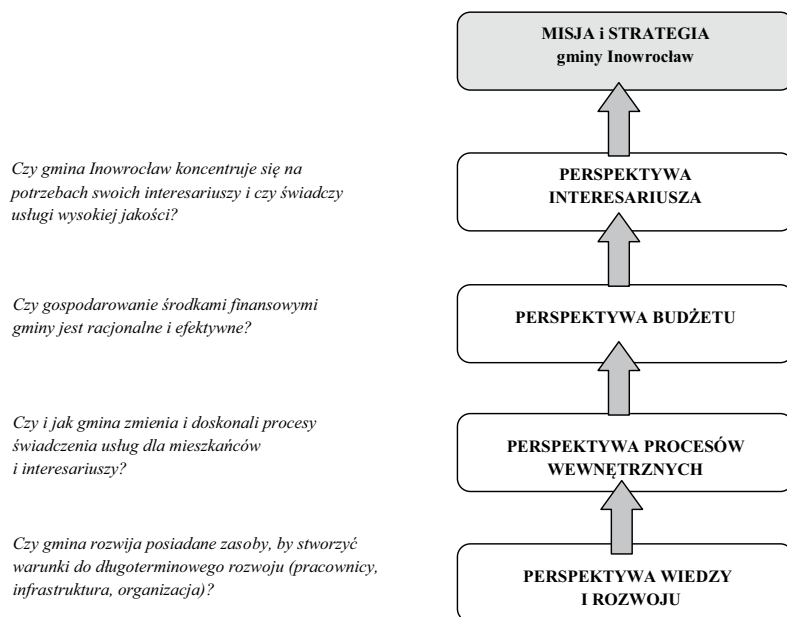 MISJA i STRATEGIA
gminy Inowrocław
Czy gmina Inowrocław koncentruje się na
potrzebach swoich interesariuszy i czy świadczy
usługi wysokiej jakości?
PERSPEKTYWA
INTERESARIUSZA
Czy gospodarowanie środkami finansowymi
gminy jest racjonalne i efektywne?
PERSPEKTYWA BUDŻETU
Czy i jak gmina zmienia i doskonali procesy
świadczenia usług dla mieszkańców
i interesariuszy?
PERSPEKTYWA PROCESÓW
WEWNĘTRZNYCH
Czy gmina rozwija posiadane zasoby, by stworzyć
warunki do długoterminowego rozwoju (pracownicy,
infrastruktura, organizacja)?
PERSPEKTYWA WIEDZY
I ROZWOJU